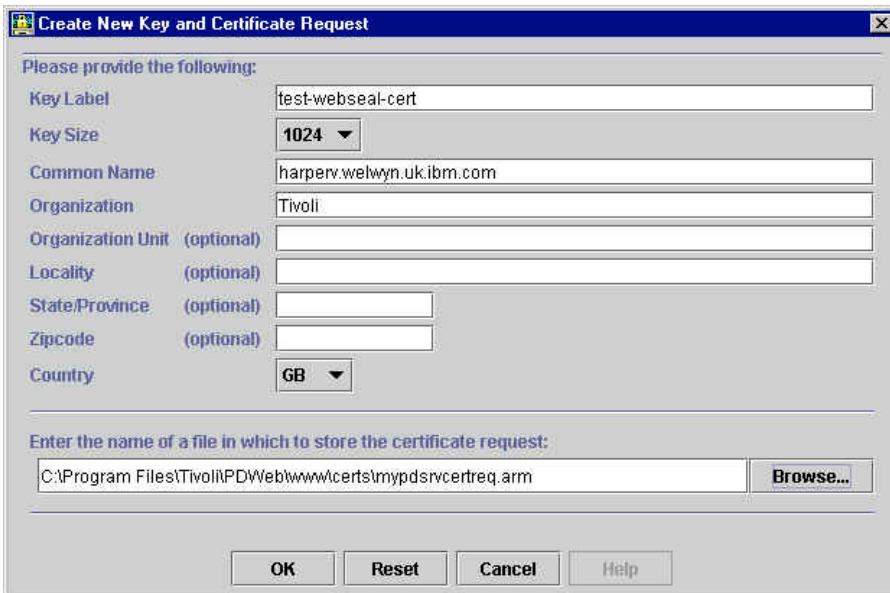 Create New Key and Certificate Request
Please provide the following:
Key Label test-webseal-cert
Key Size 1024
Common Name harperv.welwyn.uk.ibm.com
Organization Tivoli
Organization Unit (optional)
Locality (optional)
State/Province (optional)
Zipcode (optional)
Country GB
Enter the name of a file in which to store the certificate request:
C:\Program Files\Tivoli\PDWeb\www\certs\mypdsrvcertreq.arm Browse...
OK Reset Cancel Help